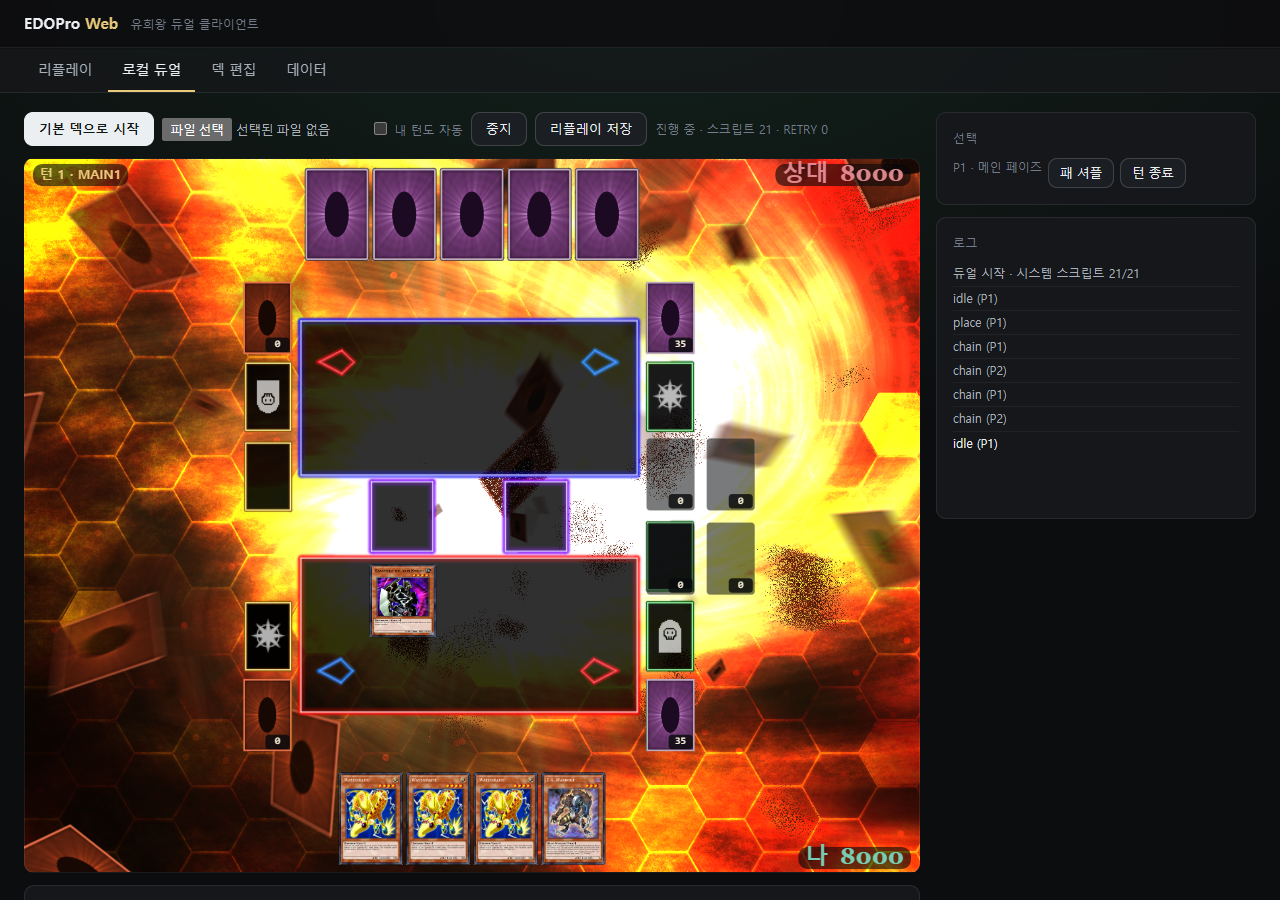 EDOPro Web 유희왕 듀얼 클라이언트
리플레이 로컬 듀얼 덱 편집 데이터
기본 덱으로 시작 파일 선택 선택된 파일 없음 내 턴도 자동 중지 리플레이 저장 진행 중 · 스크립트 21 · RETRY 0
턴 1 · MAIN1
상대 8000
0
35
0
0
0
0
0
35
나 8000
선택
P1 · 메인 페이즈 패 셔플 턴 종료
로그
듀얼 시작 · 시스템 스크립트 21/21
idle (P1)
place (P1)
chain (P1)
chain (P2)
chain (P1)
chain (P2)
idle (P1)